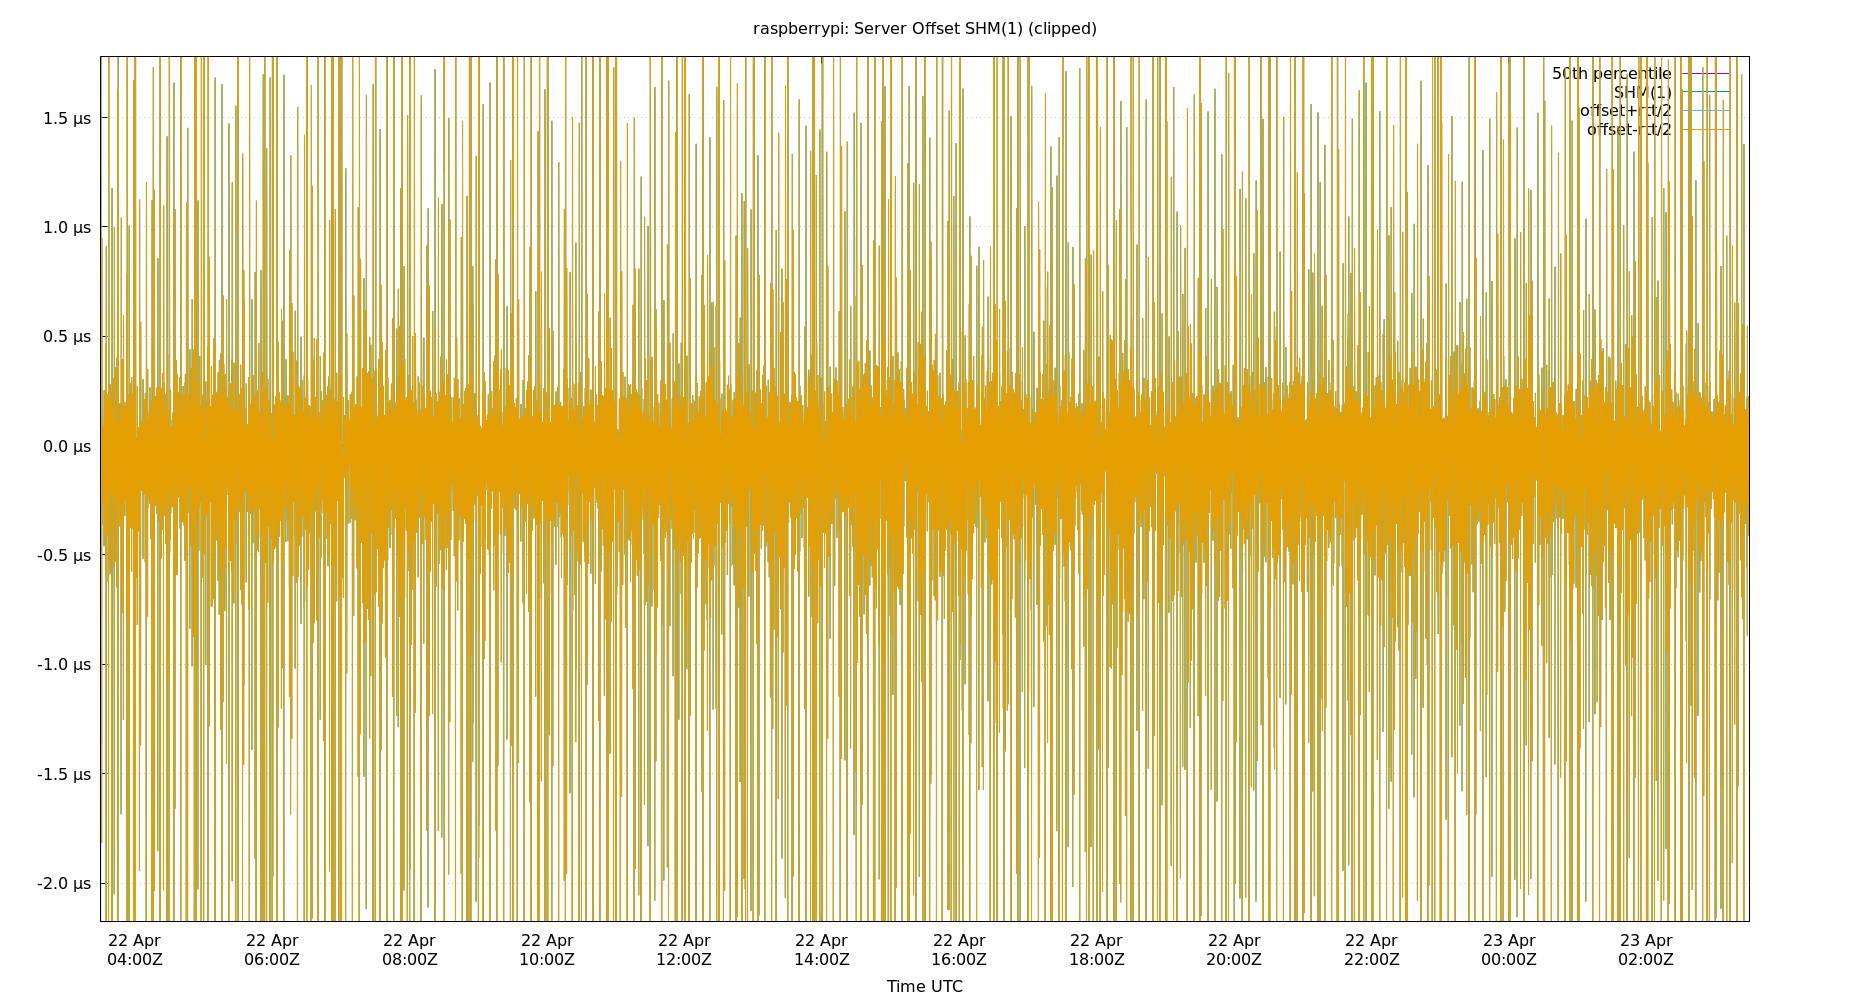 raspberrypi: Server Offset SHM(1) (clipped)
50th percentile
SHM(1)
offset+rtt/2
offset-rtt/2
1.5 µs
1.0 µs
0.5 µs
0.0 µs
-0.5 µs
-1.0 µs
-1.5 µs
-2.0 µs
22 Apr 22 Apr 22 Apr 22 Apr 22 Apr 22 Apr 22 Apr 22 Apr 22 Apr 22 Apr 23 Apr 23 Apr
04:00Z 06:00Z 08:00Z 10:00Z 12:00Z 14:00Z 16:00Z 18:00Z 20:00Z 22:00Z 00:00Z 02:00Z
Time UTC